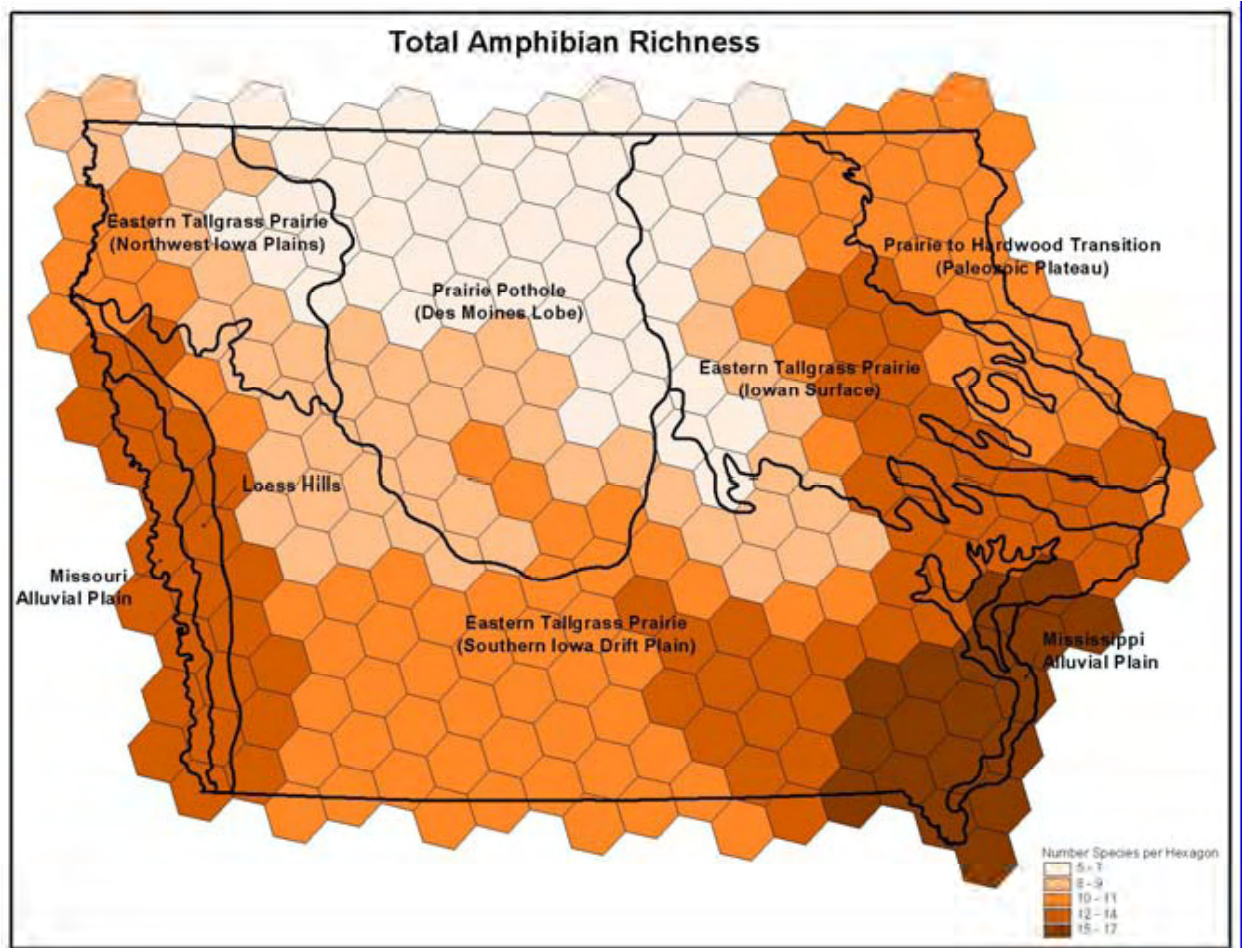 Total Amphibian Richness
Eastern Tallgrass Prairie
(Northwest Iowa Plains)
Prairie to Hardwood Transition
(Paleozoic Plateau)
Prairie Pothole
(Des Moines Lobe)
Eastern Tallgrass Prairie
(Iowan Surface)
Loess Hills
Missouri
Alluvial Plain
Eastern Tallgrass Prairie
(Southern Iowa Drift Plain)
Mississippi
Alluvial Plain
Number Species per Hexagon
8 - 9
10 - 11
12 - 14
15 - 17